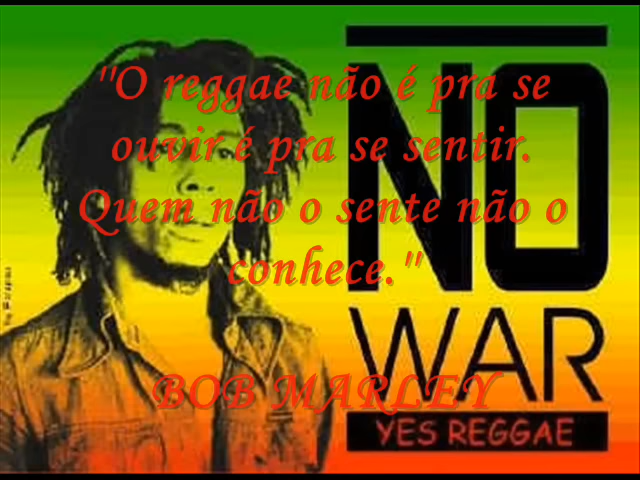 "O reggae não é pra se
ouvir é pra se sentir.
Quem não o sente não o
conhece."
BOB MARLEY
NO
WAR
YES REGGAE